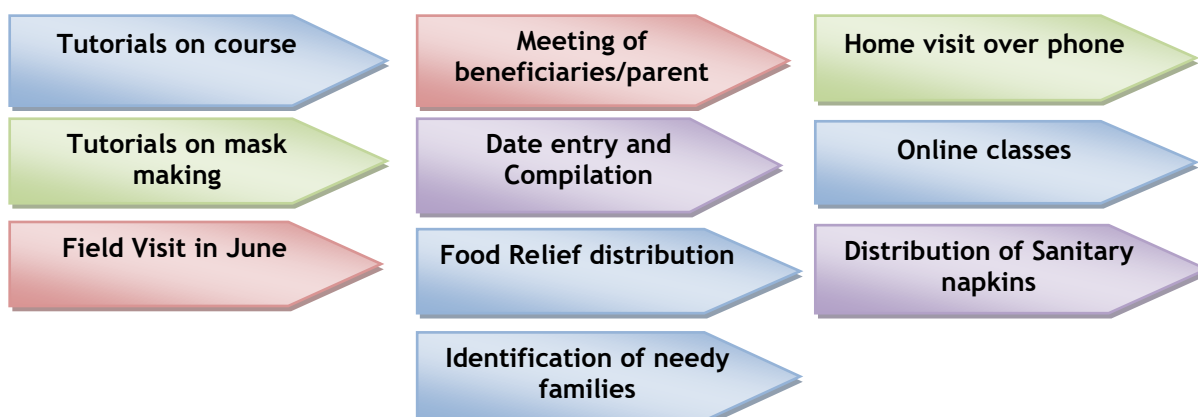 Tutorials on course
Meeting of
beneficiaries/parent
Home visit over phone
Tutorials on mask
making
Date entry and
Compilation
Online classes
Field Visit in June
Food Relief distribution
Distribution of Sanitary
napkins
Identification of needy
families